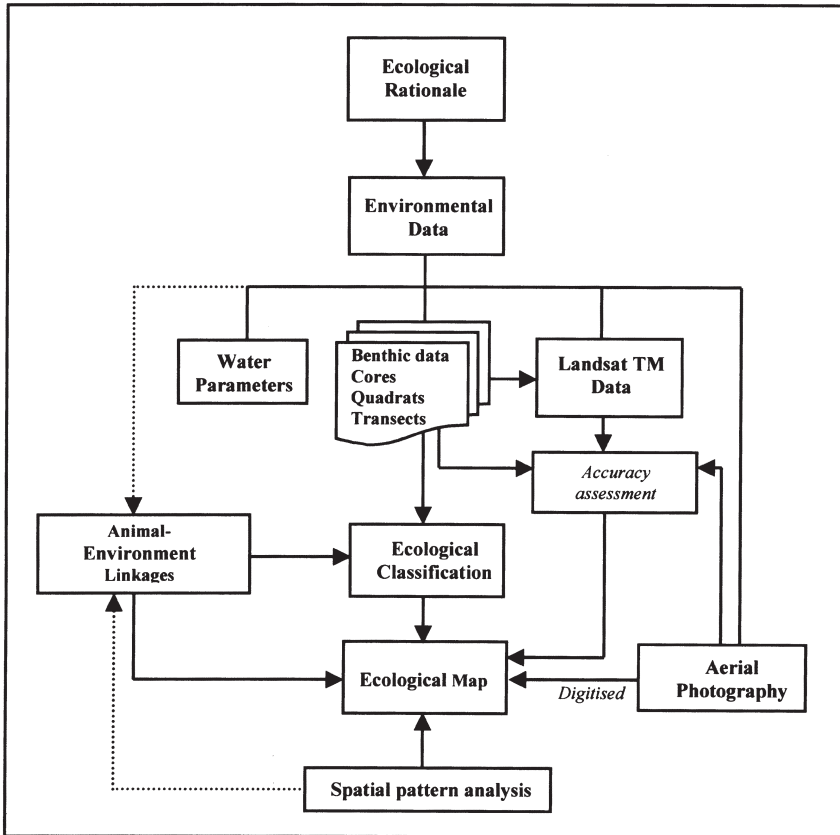 Ecological
Rationale
Environmental
Data
Water
Parameters
Benthic data
Cores
Quadrats
Transects
Landsat TM
Data
Accuracy
assessment
Animal-
Environment
Linkages
Ecological
Classification
Ecological Map
Digitised
Aerial
Photography
Spatial pattern analysis